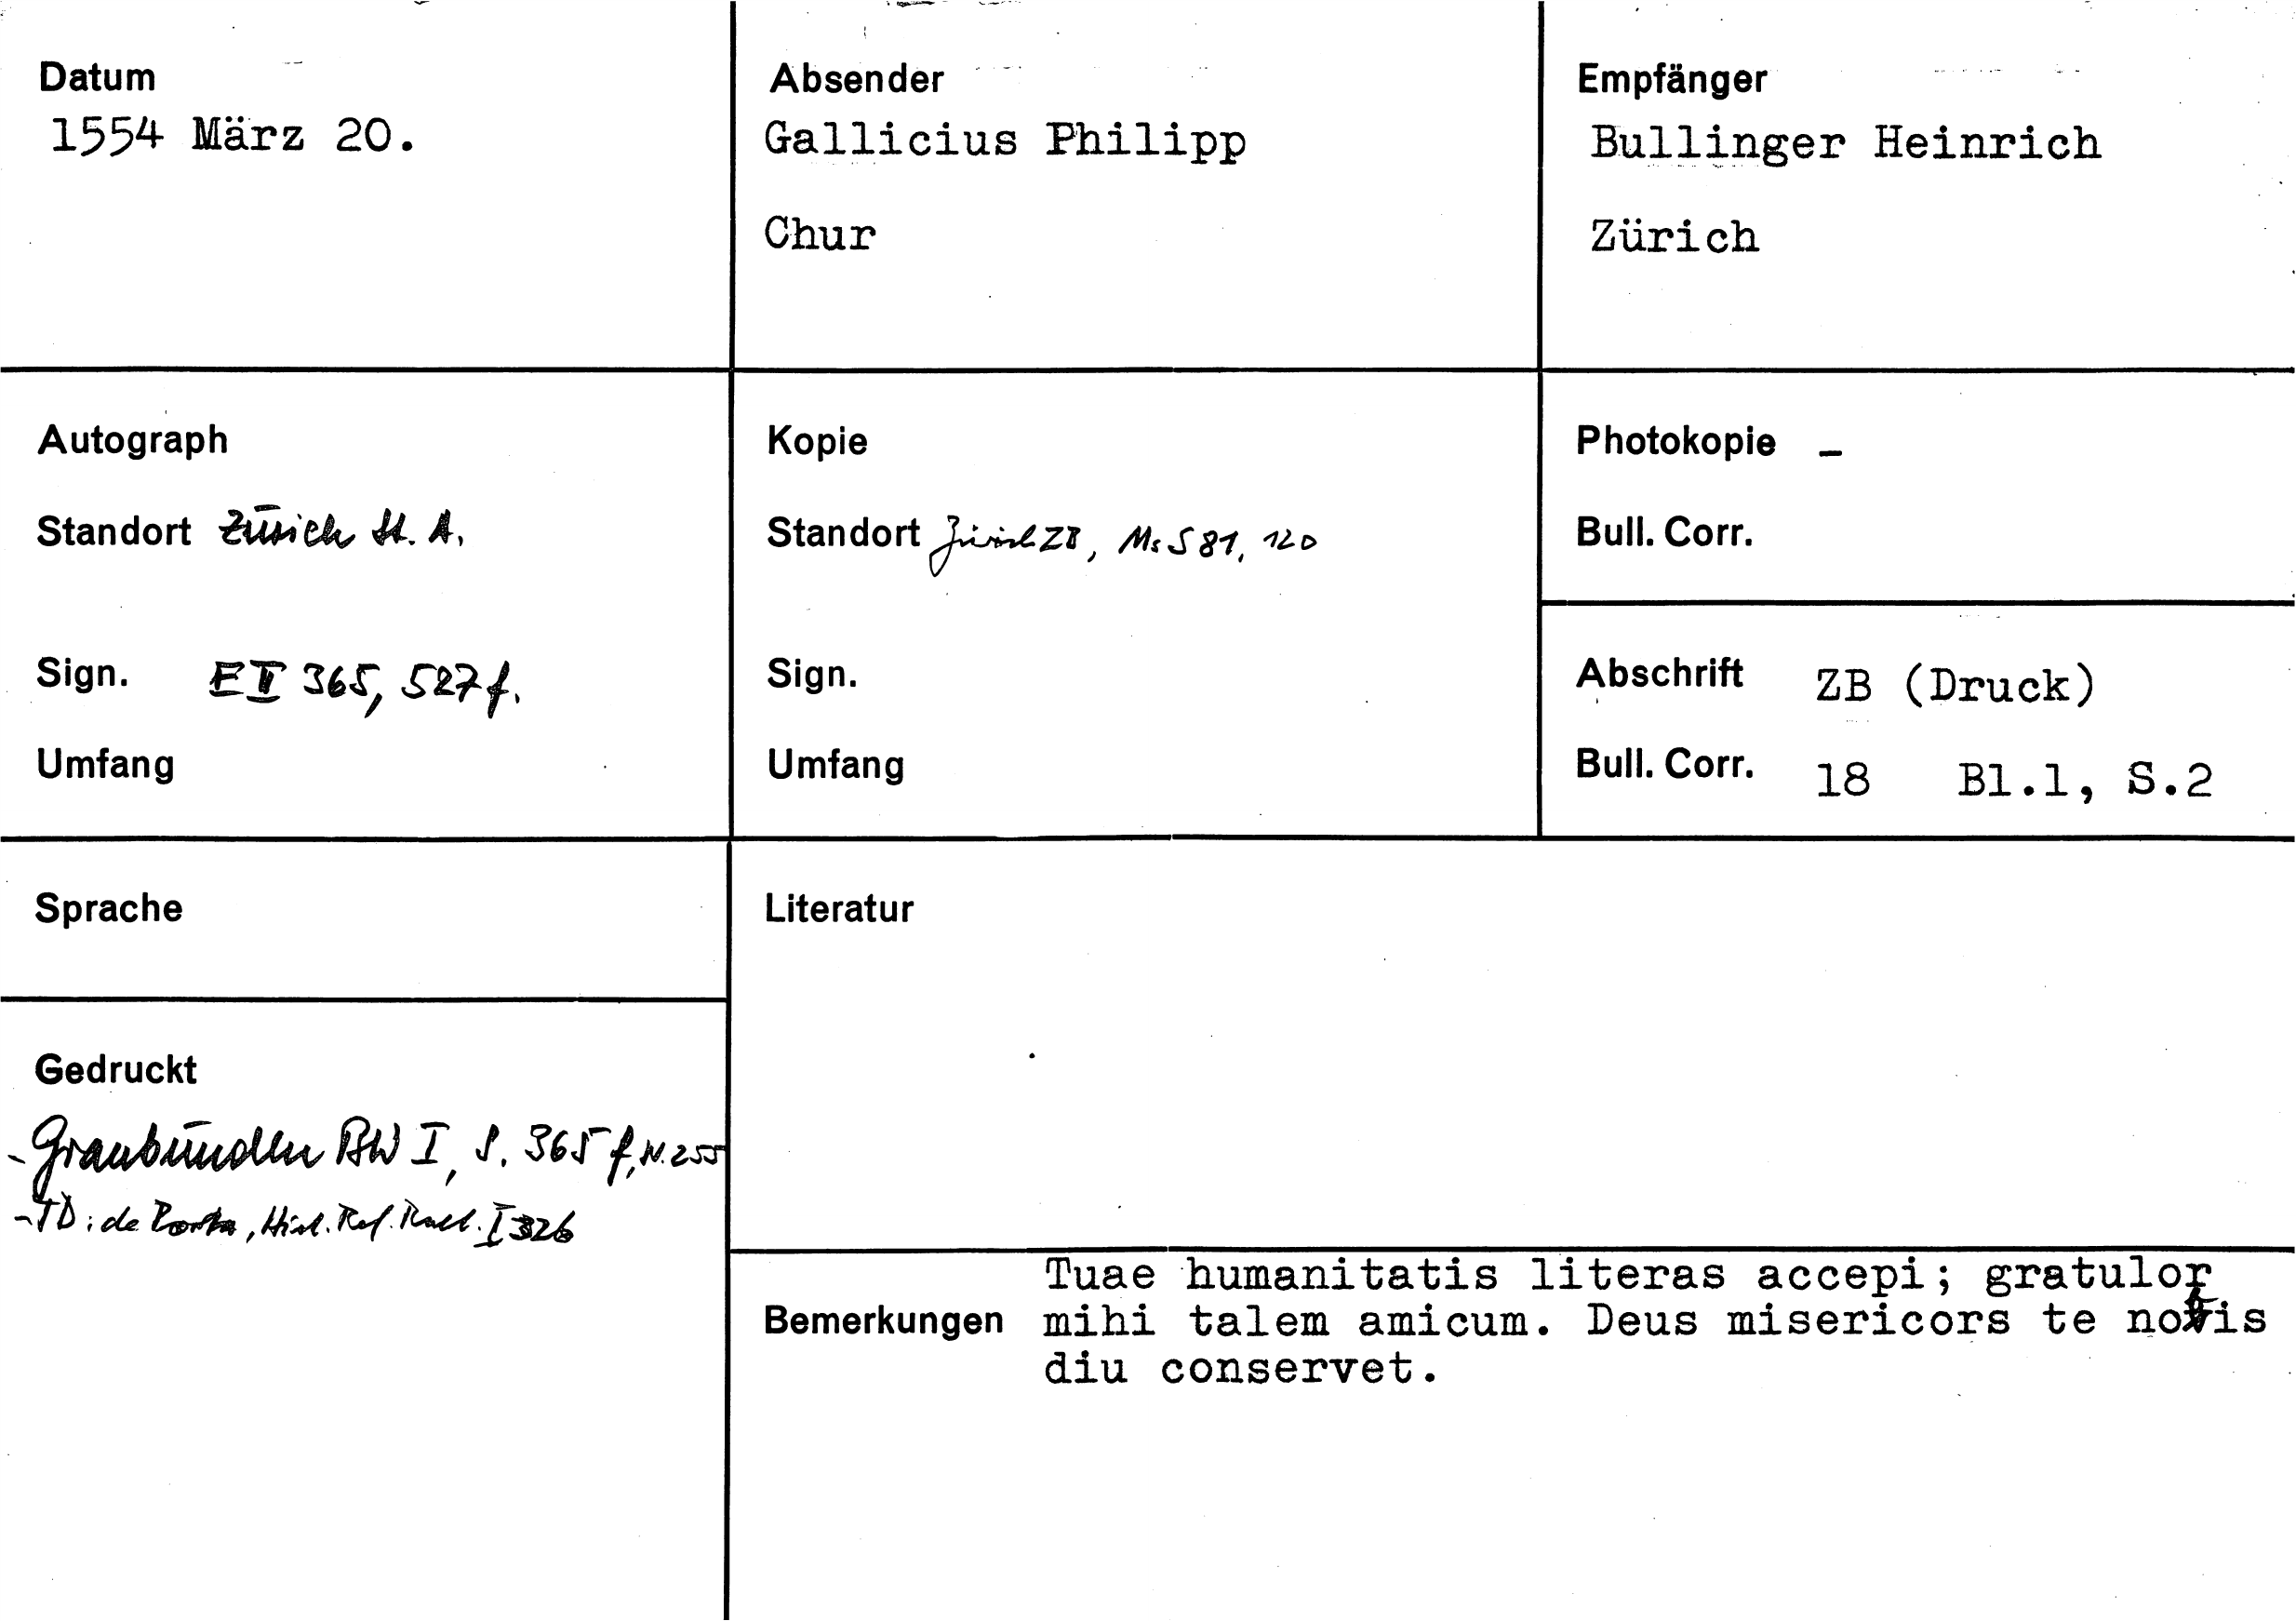 Datum
1554 März 20.
Absender
Gallicius Philipp
Chur
Empfänger
Bullinger Heinrich
Zürich
Autograph
Standort Zürich St. A.
Sign. E II 365, 527 f.
Umfang
Kopie
Standort Zürich ZB, Ms S 81, 120
Sign.
Umfang
Photokopie –
Bull. Corr.
Abschrift ZB (Druck)
Bull. Corr. 18 Bl.1, S.2
Sprache
Literatur
Gedruckt
- Graubünden BW I, S. 365 f, N. 255
- TD: de Porta, Hist. Ref. Raet. I 326
Bemerkungen
Tuae humanitatis literas accepi; gratulor
mihi talem amicum. Deus misericors te nobis
diu conservet.